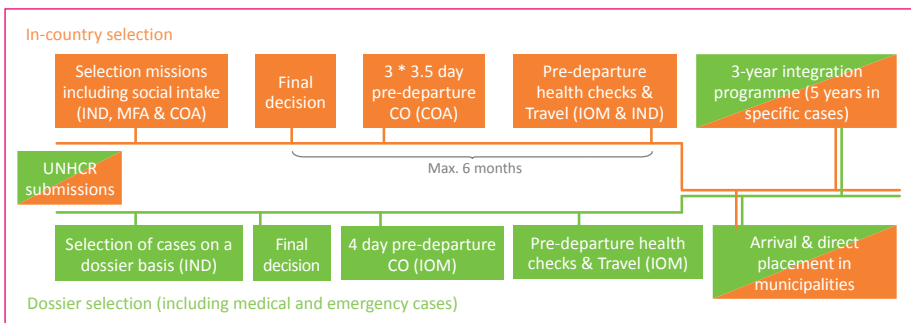 In-country selection
Selection missions
including social intake
(IND, MFA & COA)
Final
decision
3 * 3.5 day
pre-departure
CO (COA)
Pre-departure
health checks &
Travel (IOM & IND)
3-year integration
programme (5 years in
specific cases)
Max. 6 months
UNHCR
submissions
Selection of cases on a
dossier basis (IND)
Final
decision
4 day pre-departure
CO (IOM)
Pre-departure health
checks & Travel (IOM)
Arrival & direct
placement in
municipalities
Dossier selection (including medical and emergency cases)